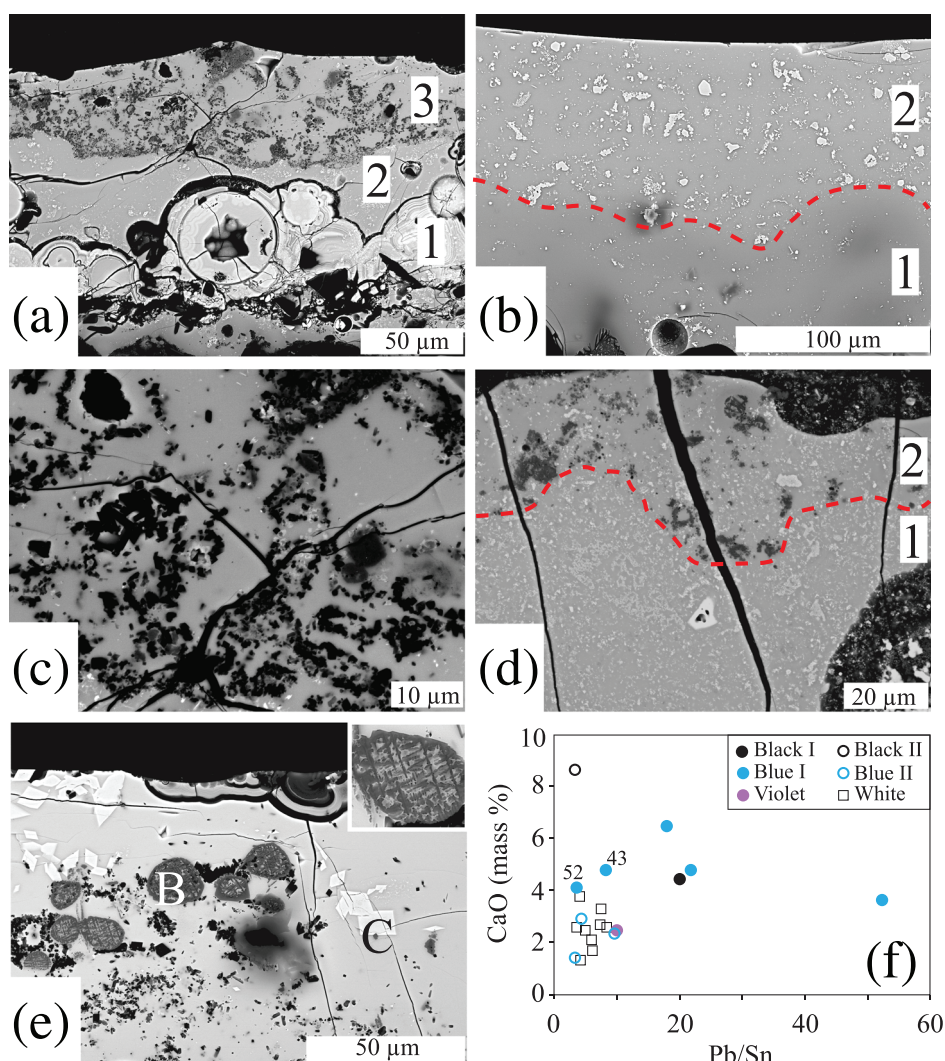 3
2
1
(a)
50 µm
2
1
(b)
100 µm
(c)
10 µm
2
1
(d)
20 µm
B
C
(e)
50 µm
CaO (mass %)
10
8
6
4
2
0
Black I
Black II
Blue I
Blue II
Violet
White
52
43
(f)
0
20
40
60
Pb/Sn